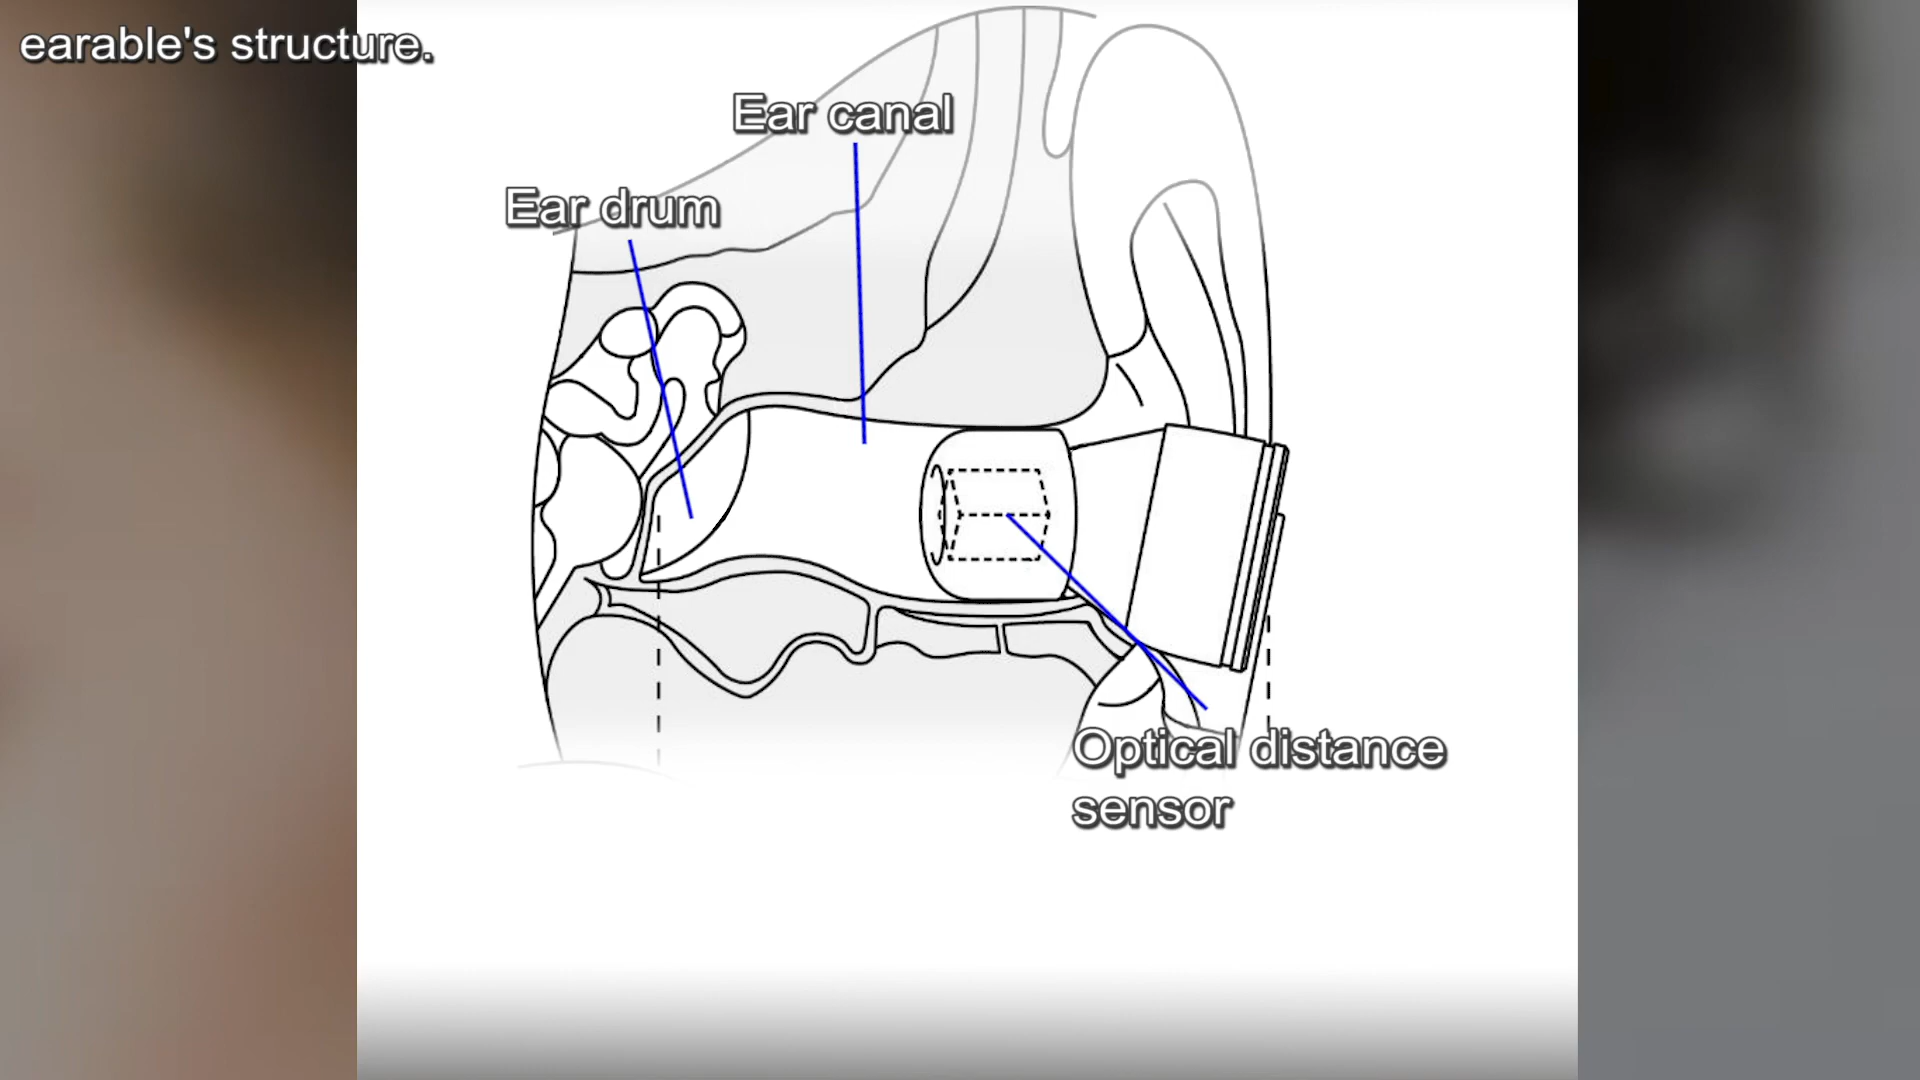 earable's structure.
Ear canal
Ear drum
Optical distance
sensor